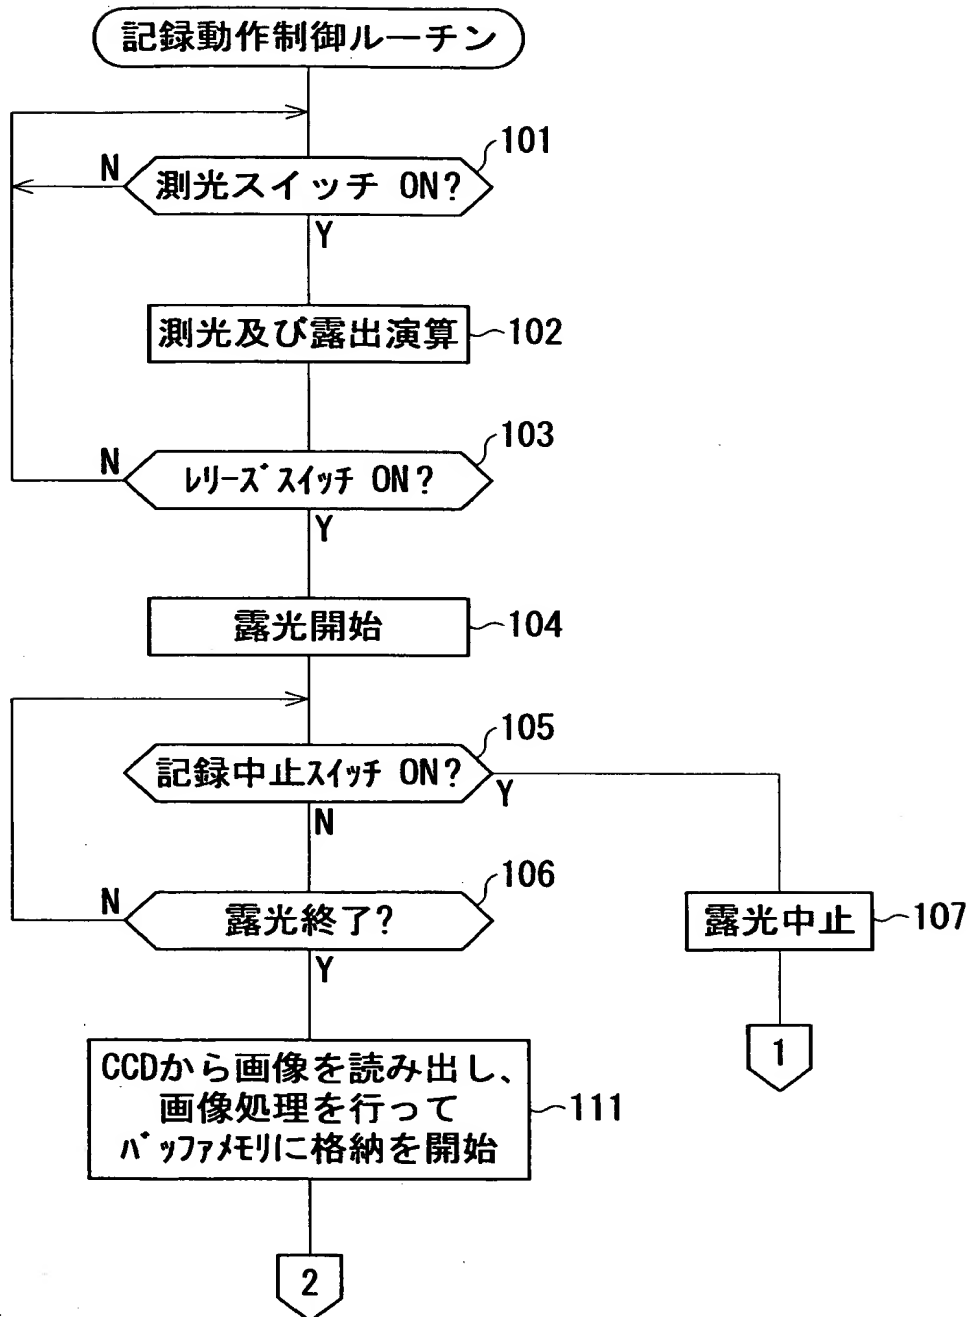 記録動作制御ルーチン
101
N
測光スイッチ ON?
Y
測光及び露出演算
102
103
N
ﾚﾘｰｽﾞｽｲｯﾁ ON?
Y
露光開始
104
105
記録中止ｽｲｯﾁ ON?
Y
N
106
N
露光終了?
Y
露光中止
107
1
CCDから画像を読み出し、
画像処理を行って
ﾊﾞｯﾌｧﾒﾓﾘに格納を開始
111
2